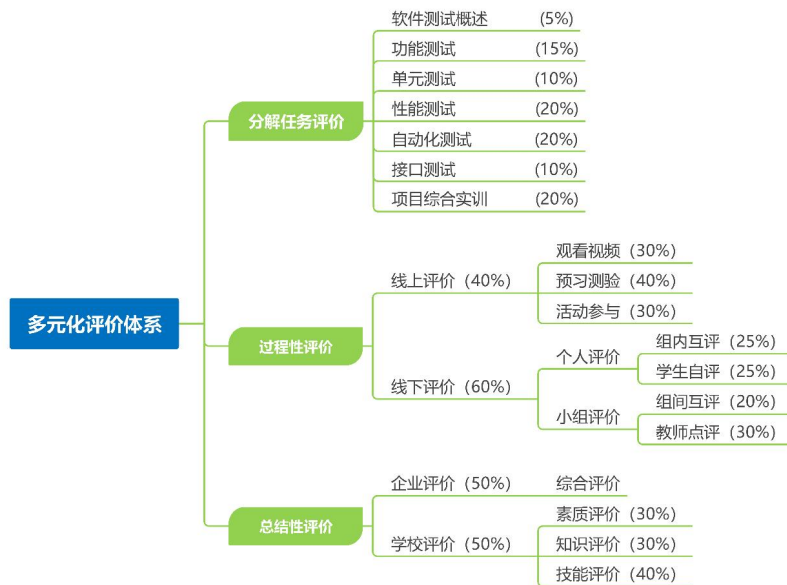 多元化评价体系
分解任务评价
软件测试概述 (5%)
功能测试 (15%)
单元测试 (10%)
性能测试 (20%)
自动化测试 (20%)
接口测试 (10%)
项目综合实训 (20%)
过程性评价
线上评价（40%）
观看视频（30%）
预习测验（40%）
活动参与（30%）
线下评价（60%）
个人评价
组内互评（25%）
学生自评（25%）
小组评价
组间互评（20%）
教师点评（30%）
总结性评价
企业评价（50%）
综合评价
学校评价（50%）
素质评价（30%）
知识评价（30%）
技能评价（40%）